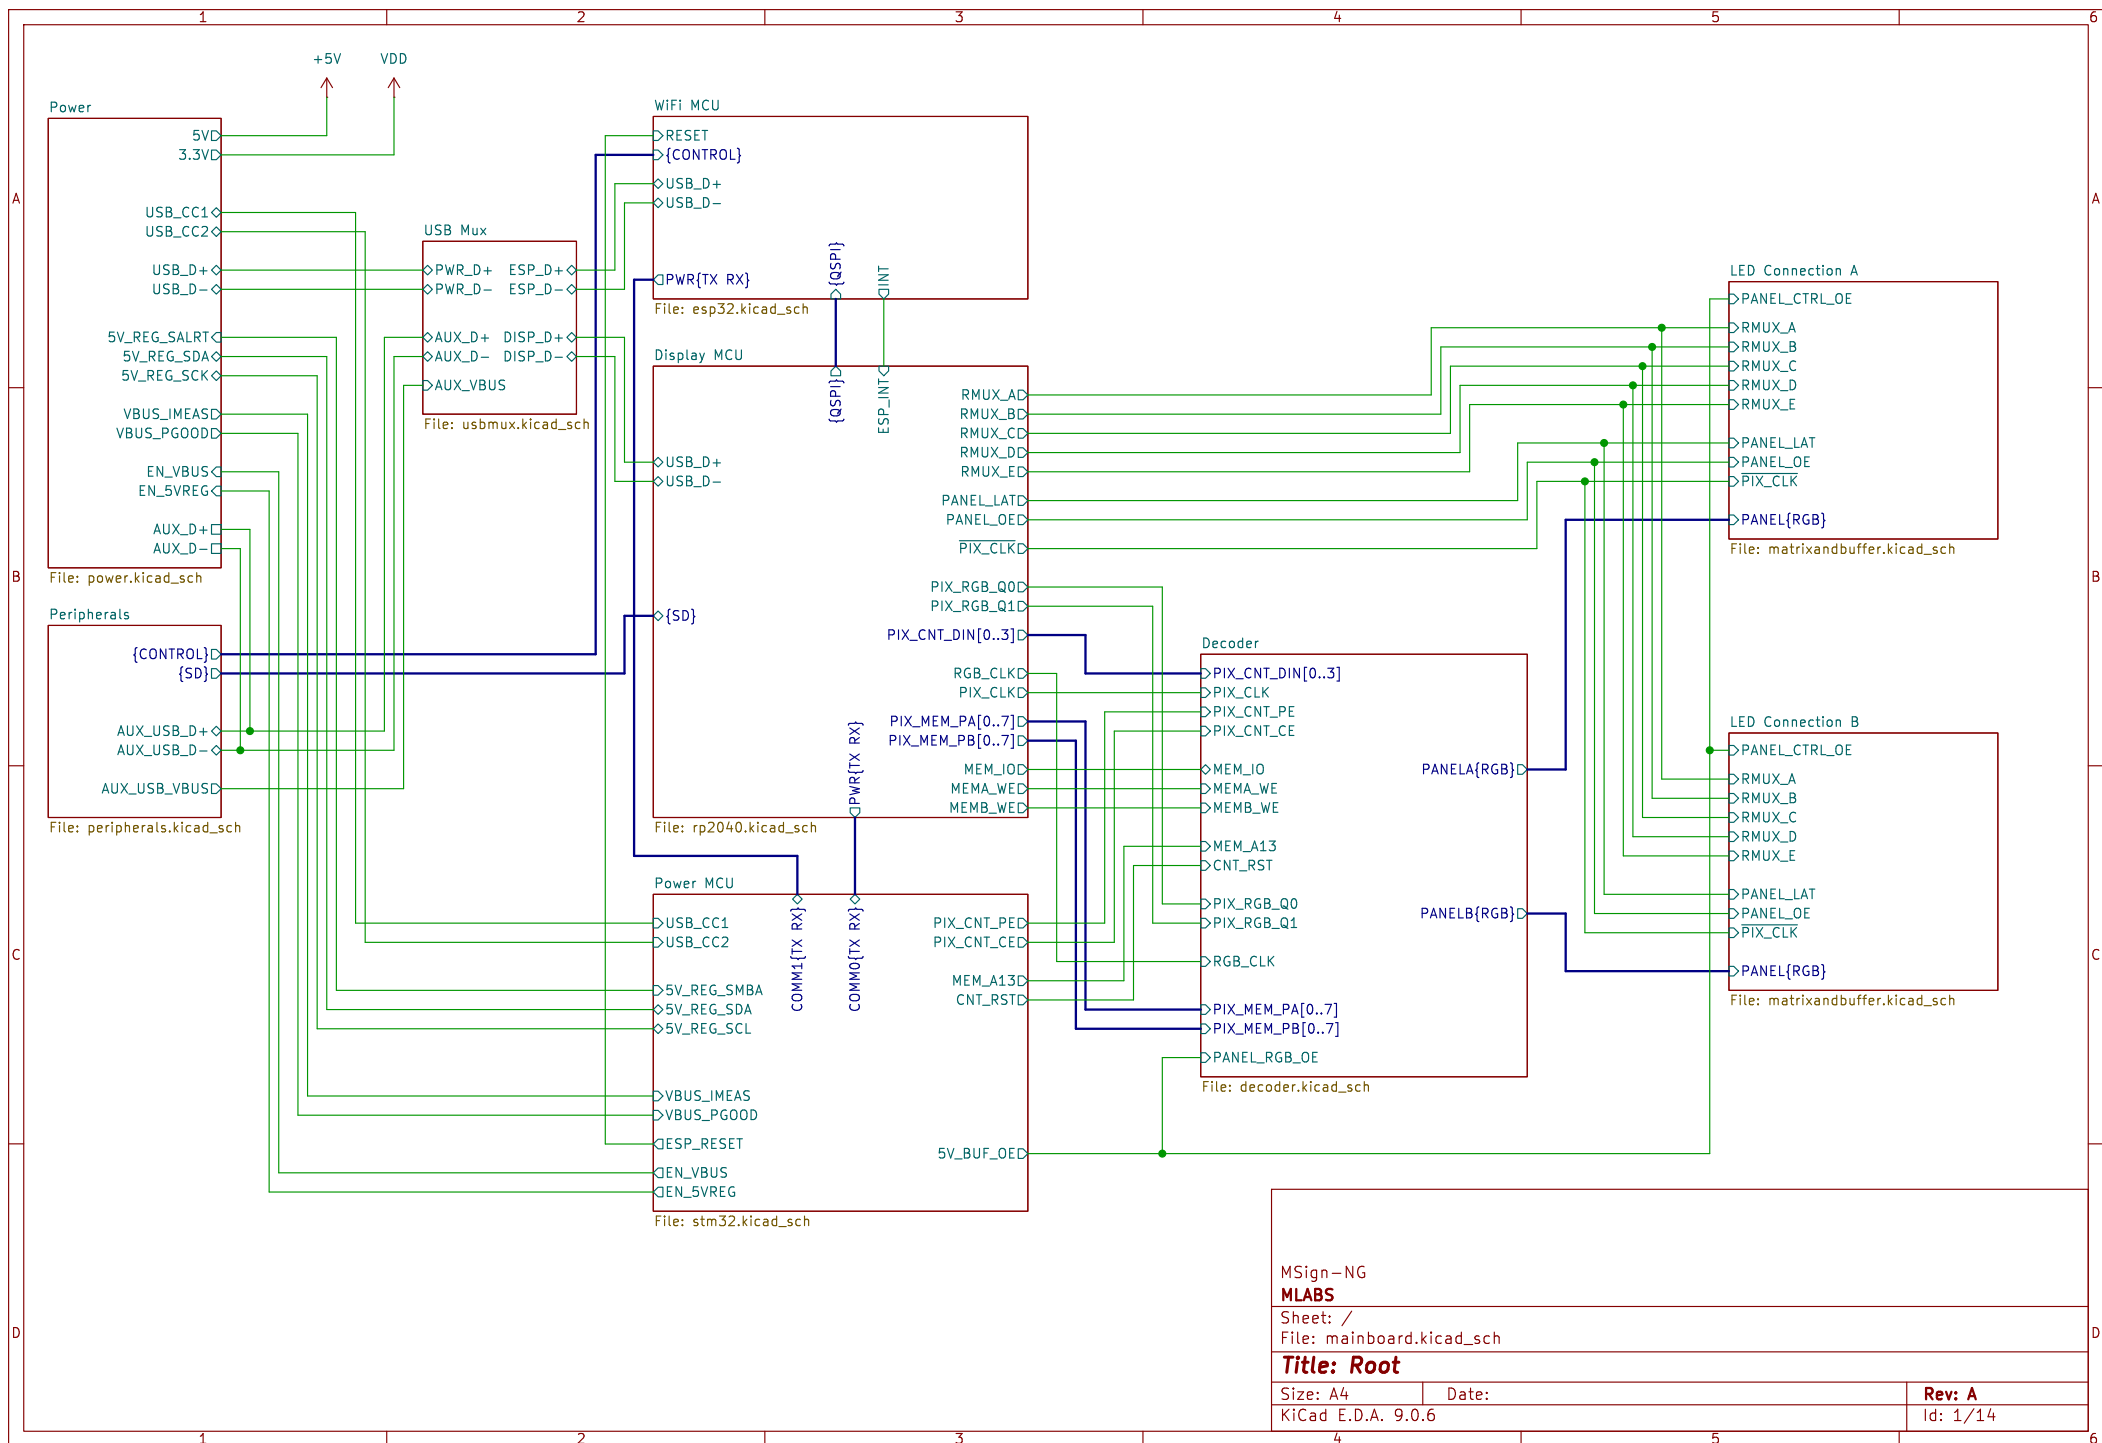 1 2 3 4 5 6
+5V VDD
Power
5V
3.3V
USB_CC1
USB_CC2
USB_D+
USB_D-
5V_REG_SALRT
5V_REG_SDA
5V_REG_SCK
VBUS_IMEAS
VBUS_PGOOD
EN_VBUS
EN_5VREG
AUX_D+
AUX_D-
File: power.kicad_sch
Peripherals
{CONTROL}
{SD}
AUX_USB_D+
AUX_USB_D-
AUX_USB_VBUS
File: peripherals.kicad_sch
USB Mux
PWR_D+ ESP_D+
PWR_D- ESP_D-
AUX_D+ DISP_D+
AUX_D- DISP_D-
AUX_VBUS
File: usbmux.kicad_sch
WiFi MCU
RESET
{CONTROL}
USB_D+
USB_D-
PWR{TX RX}
{QSPI}
INT
File: esp32.kicad_sch
Display MCU
{QSPI}
ESP_INT
USB_D+
USB_D-
{SD}
PWR{TX RX}
RMUX_A
RMUX_B
RMUX_C
RMUX_D
RMUX_E
PANEL_LAT
PANEL_OE
PIX_CLK
PIX_RGB_Q0
PIX_RGB_Q1
PIX_CNT_DIN[0..3]
RGB_CLK
PIX_CLK
PIX_MEM_PA[0..7]
PIX_MEM_PB[0..7]
MEM_IO
MEMA_WE
MEMB_WE
File: rp2040.kicad_sch
Power MCU
COMM1{TX RX}
COMM0{TX RX}
USB_CC1
USB_CC2
5V_REG_SMBA
5V_REG_SDA
5V_REG_SCL
VBUS_IMEAS
VBUS_PGOOD
ESP_RESET
EN_VBUS
EN_5VREG
PIX_CNT_PE
PIX_CNT_CE
MEM_A13
CNT_RST
5V_BUF_OE
File: stm32.kicad_sch
Decoder
PIX_CNT_DIN[0..3]
PIX_CLK
PIX_CNT_PE
PIX_CNT_CE
MEM_IO
MEMA_WE
MEMB_WE
MEM_A13
CNT_RST
PIX_RGB_Q0
PIX_RGB_Q1
RGB_CLK
PIX_MEM_PA[0..7]
PIX_MEM_PB[0..7]
PANEL_RGB_OE
PANELA{RGB}
PANELB{RGB}
File: decoder.kicad_sch
LED Connection A
PANEL_CTRL_OE
RMUX_A
RMUX_B
RMUX_C
RMUX_D
RMUX_E
PANEL_LAT
PANEL_OE
PIX_CLK
PANEL{RGB}
File: matrixandbuffer.kicad_sch
LED Connection B
PANEL_CTRL_OE
RMUX_A
RMUX_B
RMUX_C
RMUX_D
RMUX_E
PANEL_LAT
PANEL_OE
PIX_CLK
PANEL{RGB}
File: matrixandbuffer.kicad_sch
A A
B B
C C
D D
MSign-NG
MLABS
Sheet: /
File: mainboard.kicad_sch
Title: Root
Size: A4 Date: Rev: A
KiCad E.D.A. 9.0.6 Id: 1/14
1 2 3 4 5 6